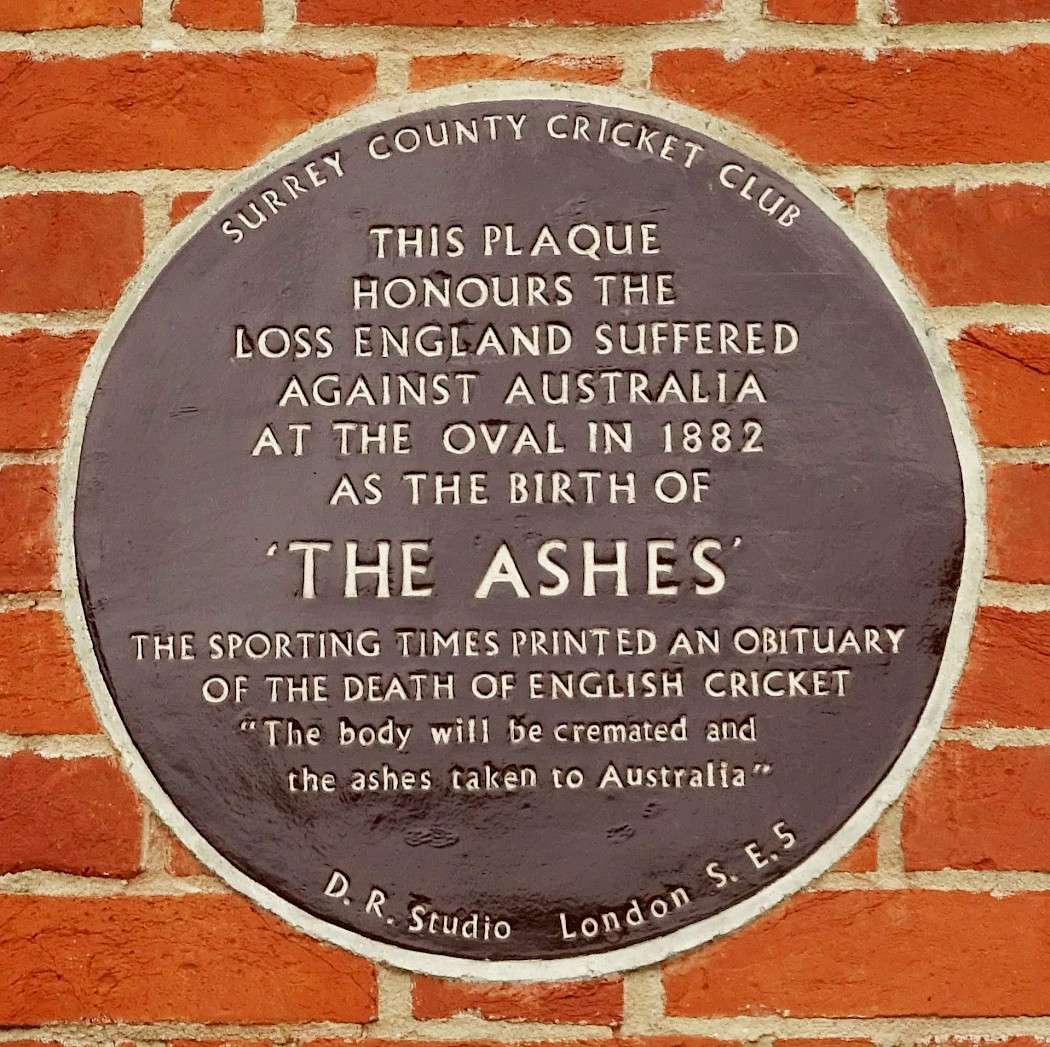 SURREY COUNTY CRICKET CLUB
THIS PLAQUE
HONOURS THE
LOSS ENGLAND SUFFERED
AGAINST AUSTRALIA
AT THE OVAL IN 1882
AS THE BIRTH OF
'THE ASHES'
THE SPORTING TIMES PRINTED AN OBITUARY
OF THE DEATH OF ENGLISH CRICKET
"The body will be cremated and
the ashes taken to Australia"
D. R. Studio London S. E. 5